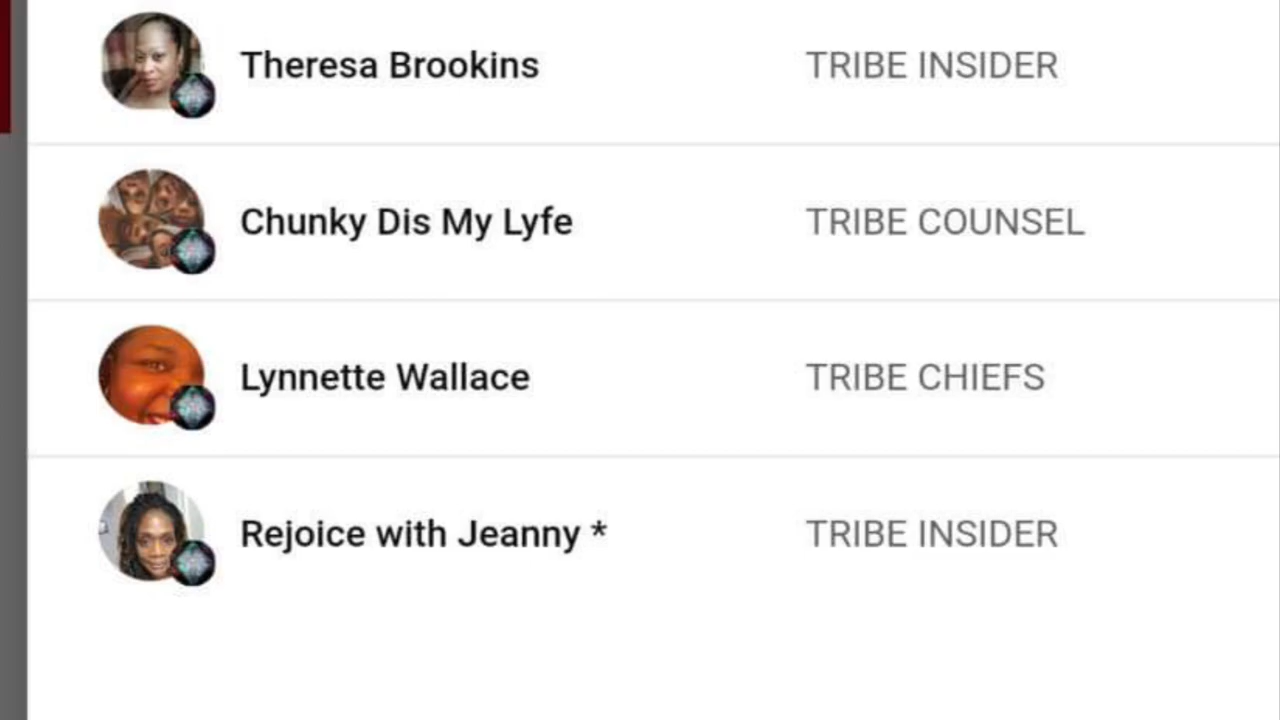 Theresa Brookins TRIBE INSIDER
Chunky Dis My Lyfe TRIBE COUNSEL
Lynnette Wallace TRIBE CHIEFS
Rejoice with Jeanny * TRIBE INSIDER